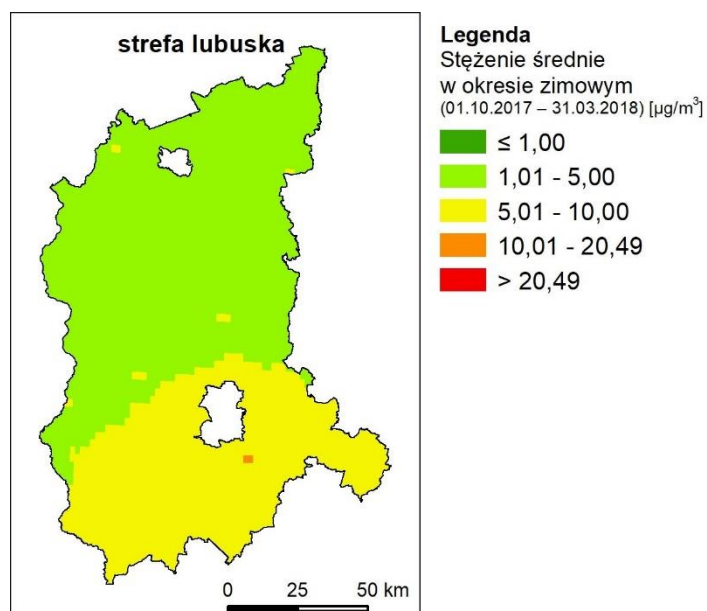 strefa lubuska
Legenda
Stężenie średnie
w okresie zimowym
(01.10.2017 – 31.03.2018) [µg/m³]
≤ 1,00
1,01 - 5,00
5,01 - 10,00
10,01 - 20,49
> 20,49
0 25 50 km